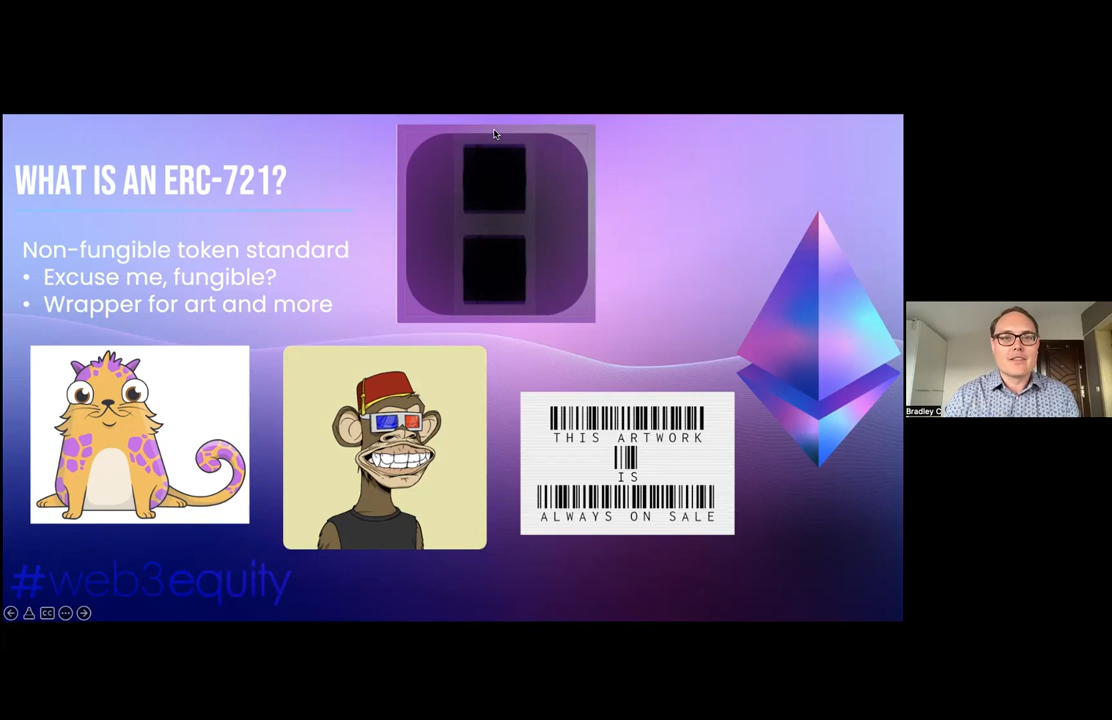 WHAT IS AN ERC-721?
Non-fungible token standard
• Excuse me, fungible?
• Wrapper for art and more
THIS ARTWORK
IS
ALWAYS ON SALE
Bradley C
#web3equity
CC